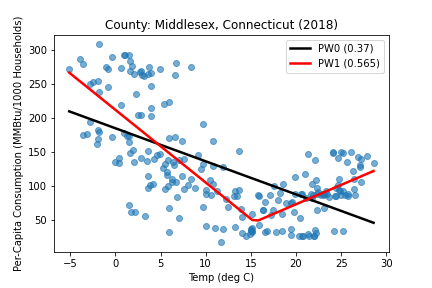 County: Middlesex, Connecticut (2018)
Per-Capita Consumption (MMBtu/1000 Households)
300
250
200
150
100
50
PW0 (0.37)
PW1 (0.565)
−5 0 5 10 15 20 25 30
Temp (deg C)